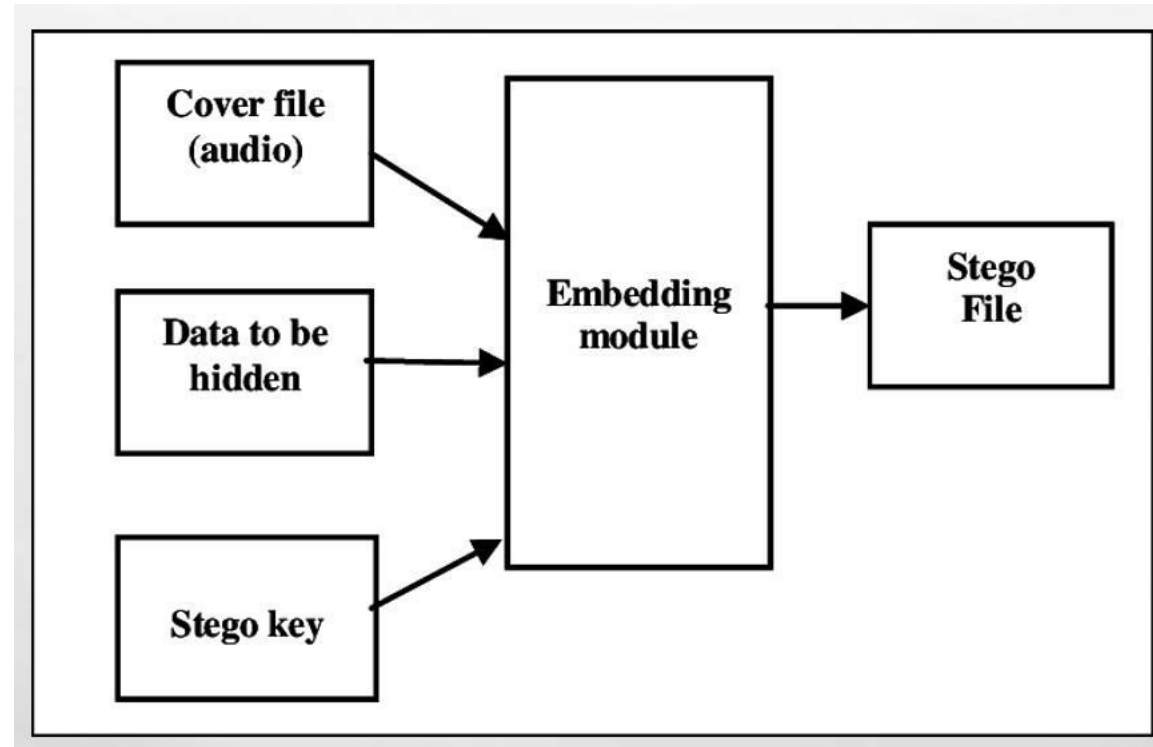 Cover file
(audio)
Data to be
hidden
Stego key
Embedding
module
Stego
File